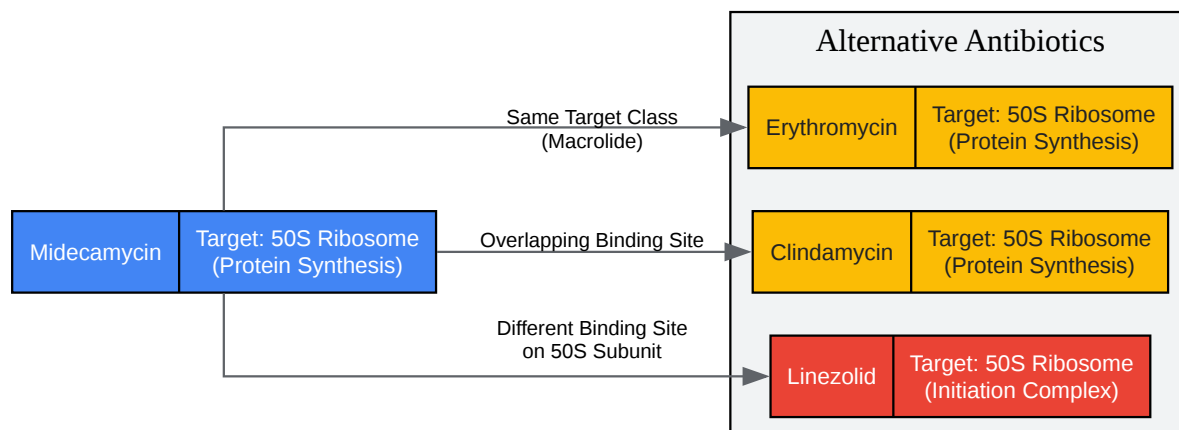 Alternative Antibiotics
Same Target Class
(Macrolide)
Erythromycin
Target: 50S Ribosome
(Protein Synthesis)
Midecamycin
Target: 50S Ribosome
(Protein Synthesis)
Overlapping Binding Site
Clindamycin
Target: 50S Ribosome
(Protein Synthesis)
Different Binding Site
on 50S Subunit
Linezolid
Target: 50S Ribosome
(Initiation Complex)